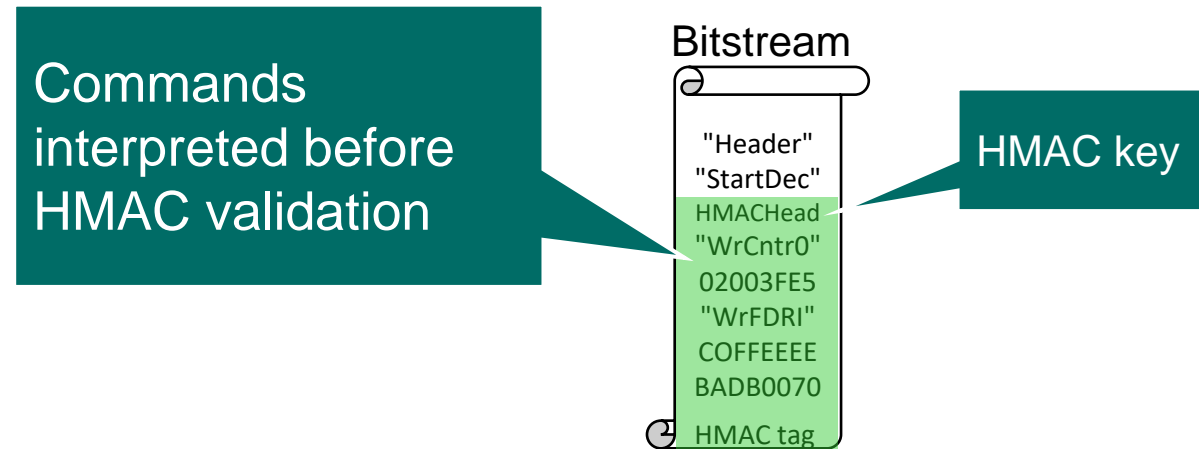 Commands
interpreted before
HMAC validation
Bitstream
"Header"
"StartDec"
HMACHead
"WrCntr0"
02003FE5
"WrFDRI"
COFFEEEE
BADB0070
HMAC tag
HMAC key